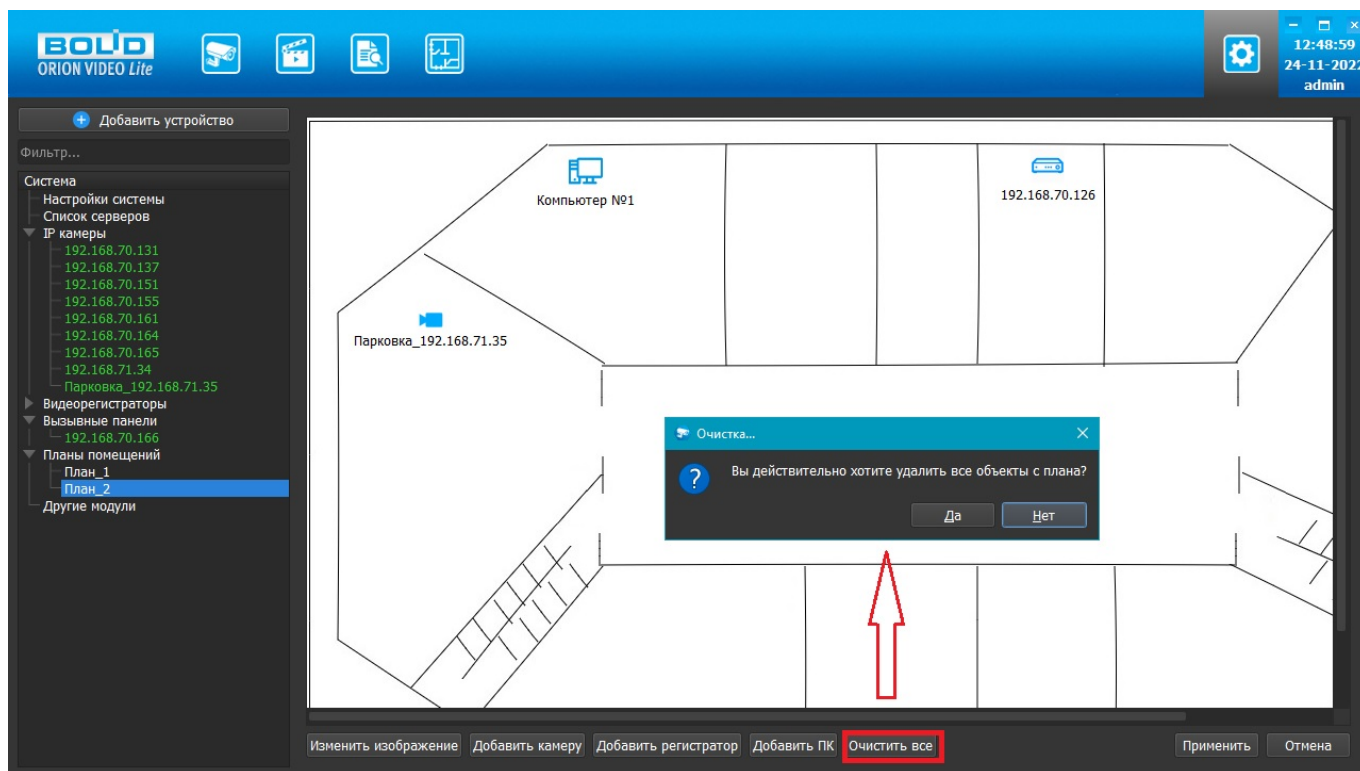 BOLID
ORION VIDEO Lite
12:48:59
24-11-2022
admin
Добавить устройство
Фильтр...
Система
Настройки системы
Список серверов
IP камеры
192.168.70.131
192.168.70.137
192.168.70.151
192.168.70.155
192.168.70.161
192.168.70.164
192.168.70.165
192.168.71.34
Парковка_192.168.71.35
Видеорегистраторы
Вызывные панели
192.168.70.166
Планы помещений
План_1
План_2
Другие модули
Компьютер №1
192.168.70.126
Парковка_192.168.71.35
Очистка...
Вы действительно хотите удалить все объекты с плана?
Да
Нет
Изменить изображение
Добавить камеру
Добавить регистратор
Добавить ПК
Очистить все
Применить
Отмена